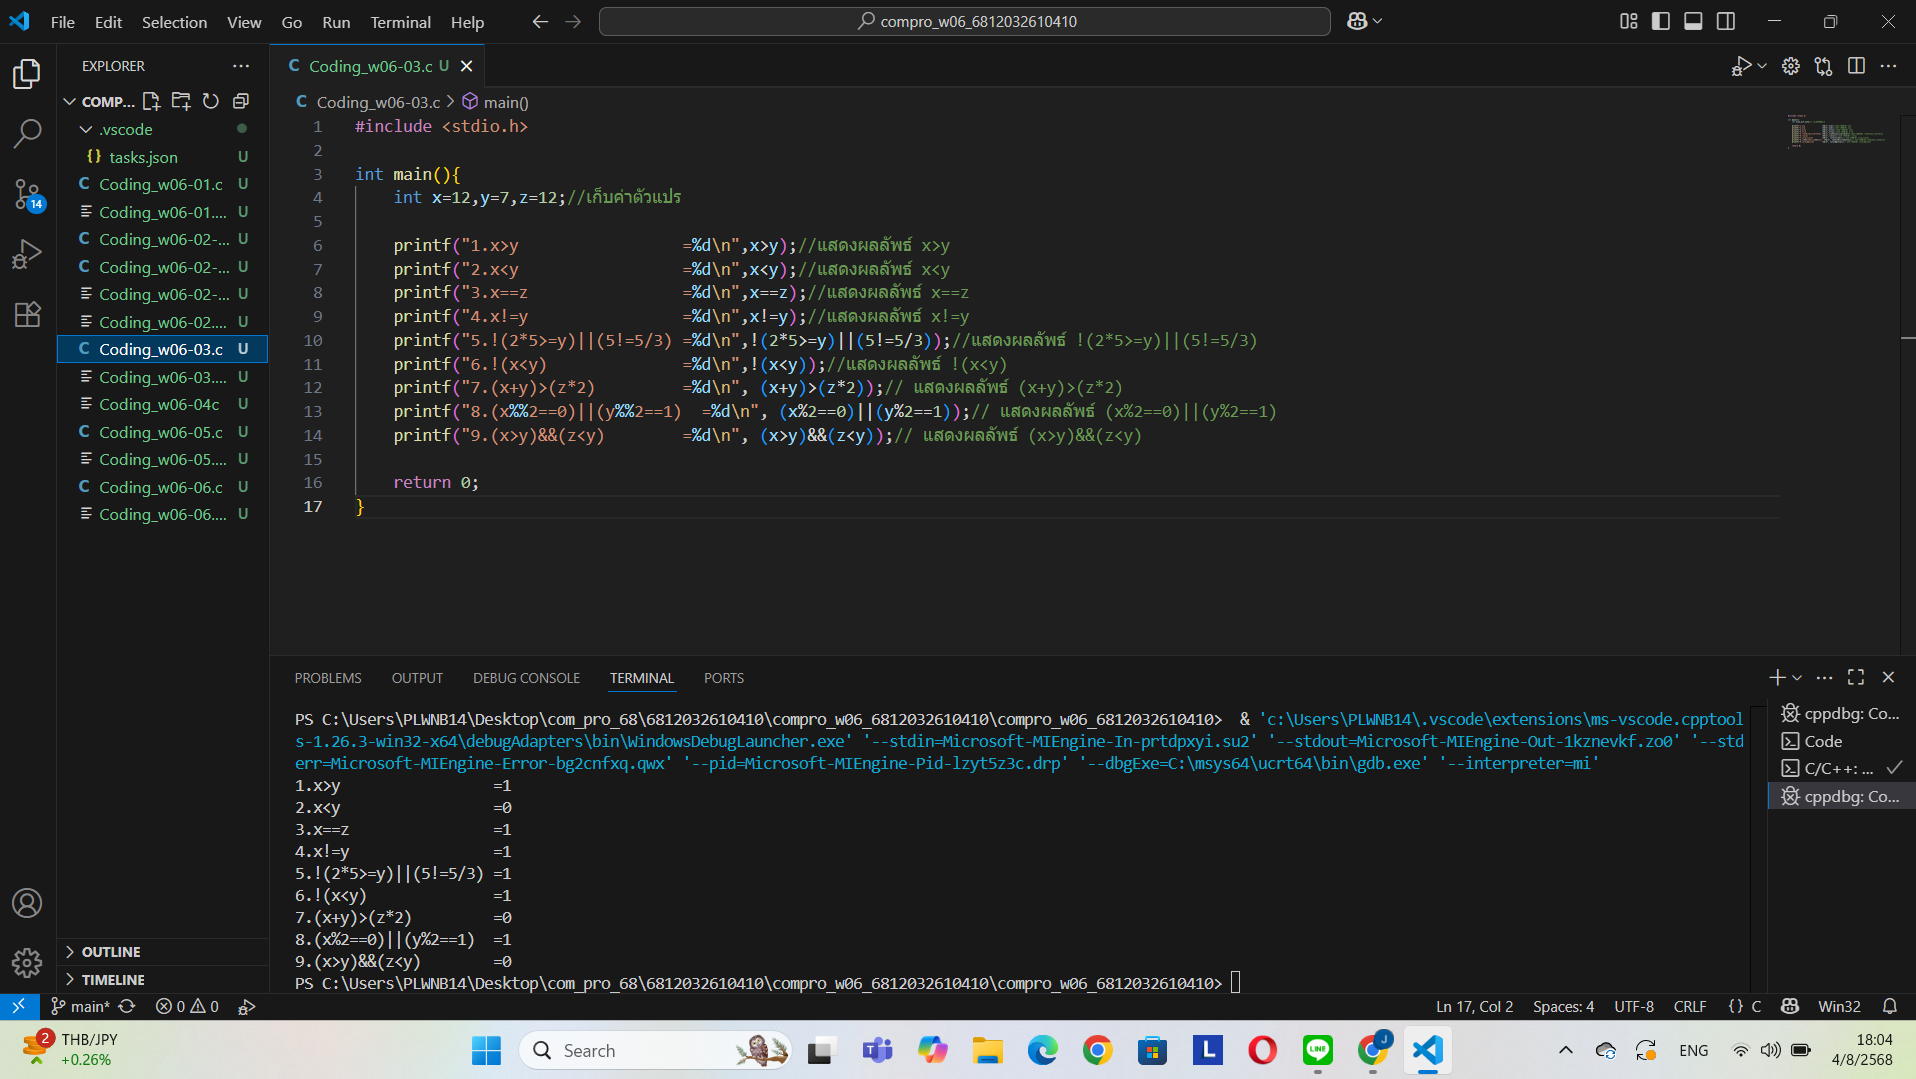 File Edit Selection View Go Run Terminal Help
compro_w06_6812032610410
EXPLORER
COMP...
.vscode
{} tasks.json U
C Coding_w06-01.c U
Coding_w06-01.... U
C Coding_w06-02-... U
C Coding_w06-02-... U
Coding_w06-02-... U
Coding_w06-02.... U
C Coding_w06-03.c U
Coding_w06-03.... U
Coding_w06-04c U
C Coding_w06-05.c U
Coding_w06-05.... U
C Coding_w06-06.c U
Coding_w06-06.... U
OUTLINE
TIMELINE
14
C Coding_w06-03.c U
C Coding_w06-03.c > main()
1 #include <stdio.h>
2
3 int main(){
4     int x=12,y=7,z=12;//เก็บค่าตัวแปร
5
6     printf("1.x>y                 =%d\n",x>y);//แสดงผลลัพธ์ x>y
7     printf("2.x<y                 =%d\n",x<y);//แสดงผลลัพธ์ x<y
8     printf("3.x==z                =%d\n",x==z);//แสดงผลลัพธ์ x==z
9     printf("4.x!=y                =%d\n",x!=y);//แสดงผลลัพธ์ x!=y
10     printf("5.!(2*5>=y)||(5!=5/3) =%d\n",!(2*5>=y)||(5!=5/3));//แสดงผลลัพธ์ !(2*5>=y)||(5!=5/3)
11     printf("6.!(x<y)              =%d\n",!(x<y));//แสดงผลลัพธ์ !(x<y)
12     printf("7.(x+y)>(z*2)         =%d\n", (x+y)>(z*2));// แสดงผลลัพธ์ (x+y)>(z*2)
13     printf("8.(x%%2==0)||(y%%2==1)  =%d\n", (x%2==0)||(y%2==1));// แสดงผลลัพธ์ (x%2==0)||(y%2==1)
14     printf("9.(x>y)&&(z<y)        =%d\n", (x>y)&&(z<y));// แสดงผลลัพธ์ (x>y)&&(z<y)
15
16     return 0;
17 }
PROBLEMS OUTPUT DEBUG CONSOLE TERMINAL PORTS
PS C:\Users\PLWNB14\Desktop\com_pro_68\6812032610410\compro_w06_6812032610410\compro_w06_6812032610410>  & 'c:\Users\PLWNB14\.vscode\extensions\ms-vscode.cpptool
s-1.26.3-win32-x64\debugAdapters\bin\WindowsDebugLauncher.exe' '--stdin=Microsoft-MIEngine-In-prtdpxyi.su2' '--stdout=Microsoft-MIEngine-Out-1kznevkf.zo0' '--std
err=Microsoft-MIEngine-Error-bg2cnfxq.qwx' '--pid=Microsoft-MIEngine-Pid-lzyt5z3c.drp' '--dbgExe=C:\msys64\ucrt64\bin\gdb.exe' '--interpreter=mi'
1.x>y                 =1
2.x<y                 =0
3.x==z                =1
4.x!=y                =1
5.!(2*5>=y)||(5!=5/3) =1
6.!(x<y)              =1
7.(x+y)>(z*2)         =0
8.(x%2==0)||(y%2==1)  =1
9.(x>y)&&(z<y)        =0
PS C:\Users\PLWNB14\Desktop\com_pro_68\6812032610410\compro_w06_6812032610410\compro_w06_6812032610410>
cppdbg: Co...
Code
C/C++: ...
cppdbg: Co...
main* 0 0
Ln 17, Col 2 Spaces: 4 UTF-8 CRLF {} C Win32
2
THB/JPY
+0.26%
Search
L
LINE
J
ENG
18:04
4/8/2568